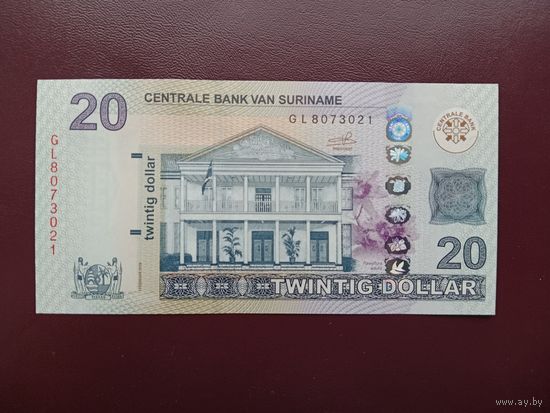 20
CENTRALE BANK VAN SURINAME
GL8073021
CENTRALE BANK
GL8073021
twintig dollar
20
TWINTIG DOLLAR
www.ay.by